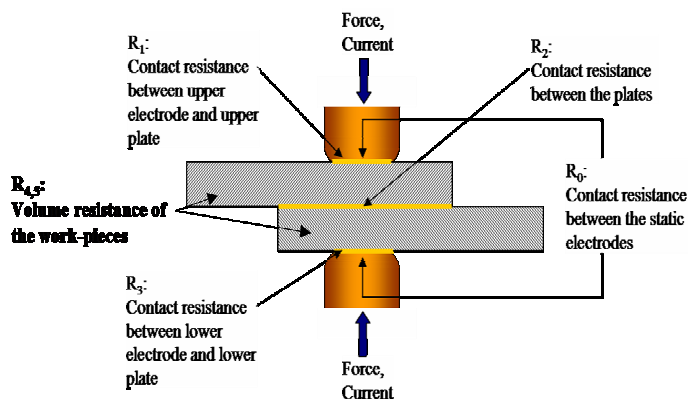 Force,
Current
R1:
Contact resistance
between upper
electrode and upper
plate
R2:
Contact resistance
between the plates
R4,5:
Volume resistance of
the work-pieces
R0:
Contact resistance
between the static
electrodes
R3:
Contact resistance
between lower
electrode and lower
plate
Force,
Current